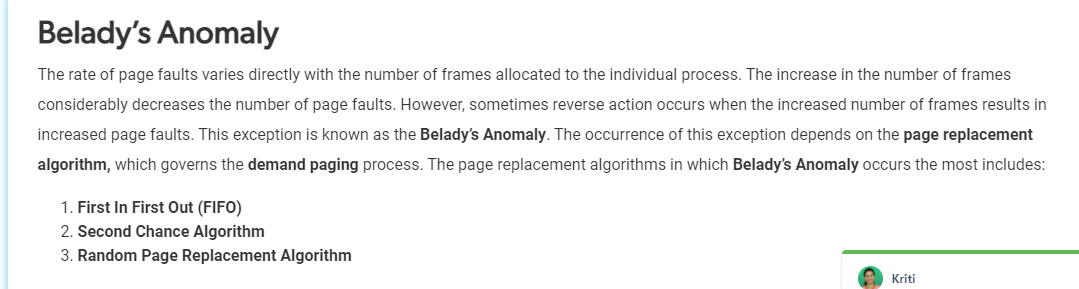 Belady's Anomaly
The rate of page faults varies directly with the number of frames allocated to the individual process. The increase in the number of frames
considerably decreases the number of page faults. However, sometimes reverse action occurs when the increased number of frames results in
increased page faults. This exception is known as the Belady's Anomaly. The occurrence of this exception depends on the page replacement
algorithm, which governs the demand paging process. The page replacement algorithms in which Belady's Anomaly occurs the most includes:
1. First In First Out (FIFO)
2. Second Chance Algorithm
3. Random Page Replacement Algorithm
Kriti